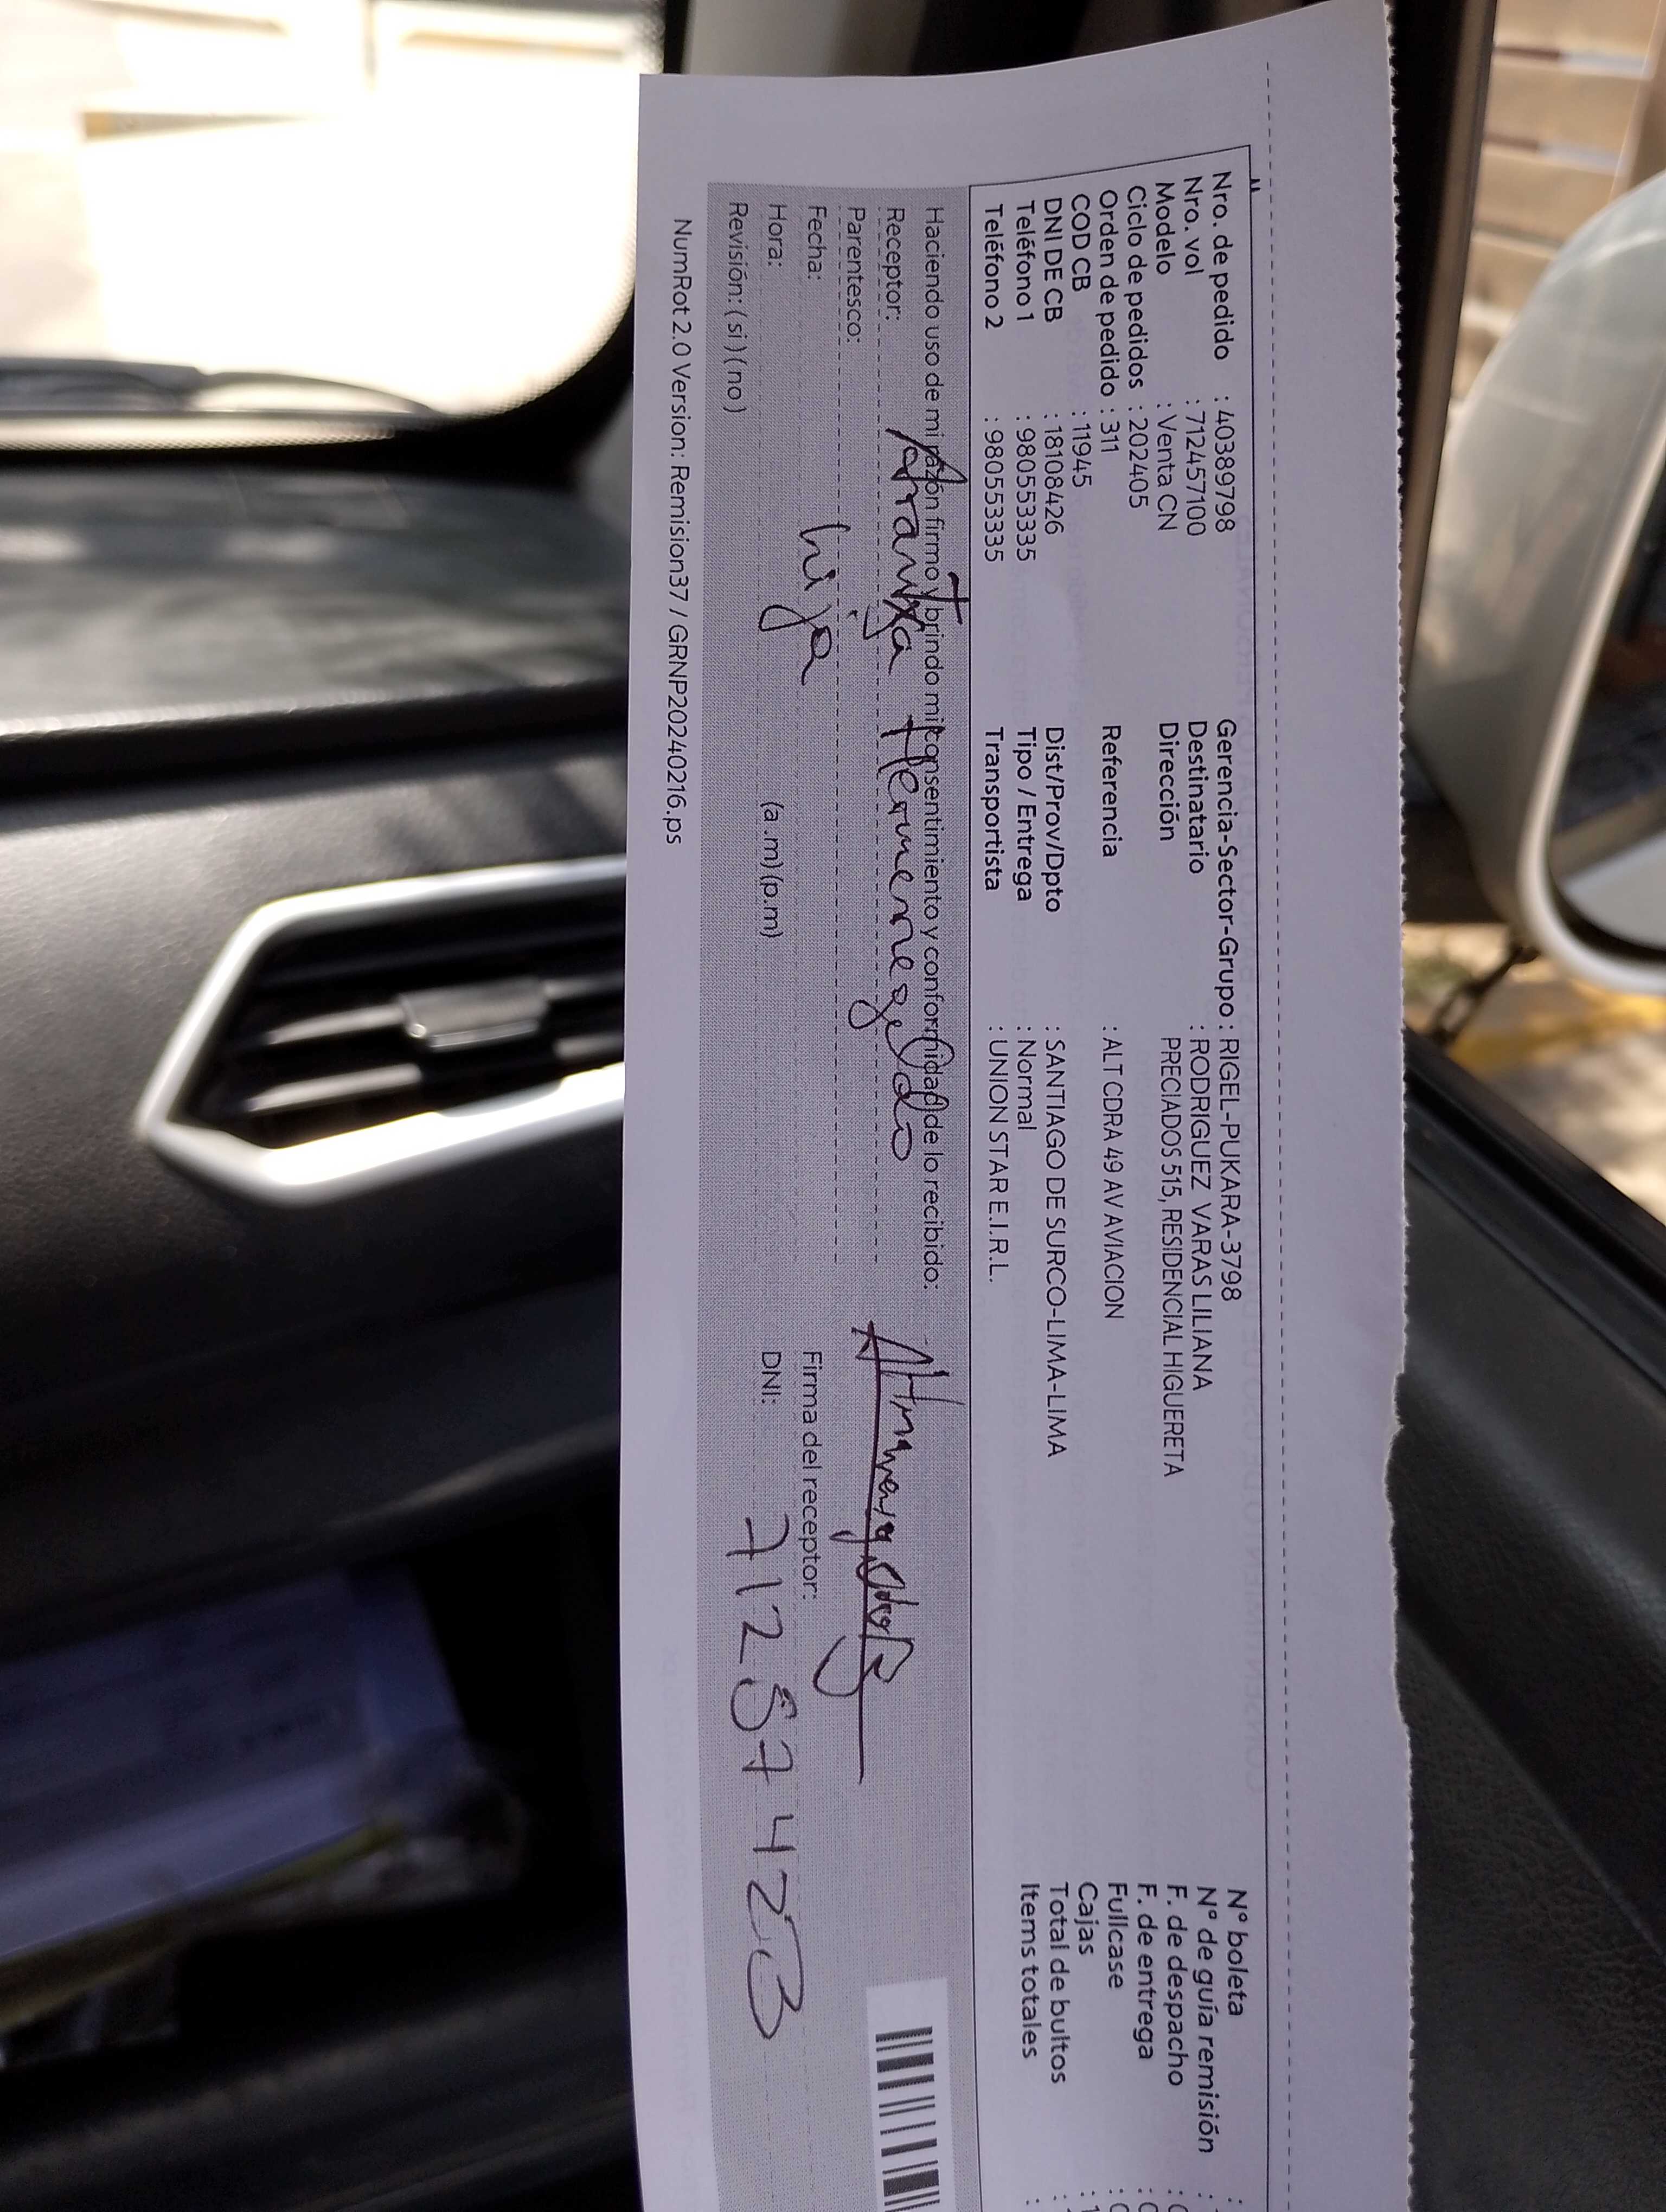 Nro. de pedido : 40389798
Nro. vol : 712457100
Modelo : Venta CN
Ciclo de pedidos : 202405
Orden de pedido : 311
COD CB : 11945
DNI DE CB : 18108426
Teléfono 1 : 980553335
Teléfono 2 : 980553335
Gerencia-Sector-Grupo : RIGEL-PUKARA-3798
Destinatario : RODRIGUEZ VARAS LILIANA
Dirección PRECIADOS 515, RESIDENCIAL HIGUERETA
Referencia : ALT CDRA 49 AV AVIACION
Dist/Prov/Dpto : SANTIAGO DE SURCO-LIMA-LIMA
Tipo / Entrega : Normal
Transportista : UNION STAR E.I.R.L.
N° boleta :
N° de guía remisión :
F. de despacho :
F. de entrega :
Fullcase :
Cajas :
Total de bultos :
Items totales :
Haciendo uso de mi razón firmo y brindo mi consentimiento y conformidad de lo recibido:
Receptor: Arantxa Hermenegildo
Parentesco: hija
Fecha:
Hora: (a.m) (p.m)
Revisión: ( si ) ( no )
Firma del receptor:
DNI: 71287423
NumRot 2.0 Version: Remision37 / GRNP20240216.ps